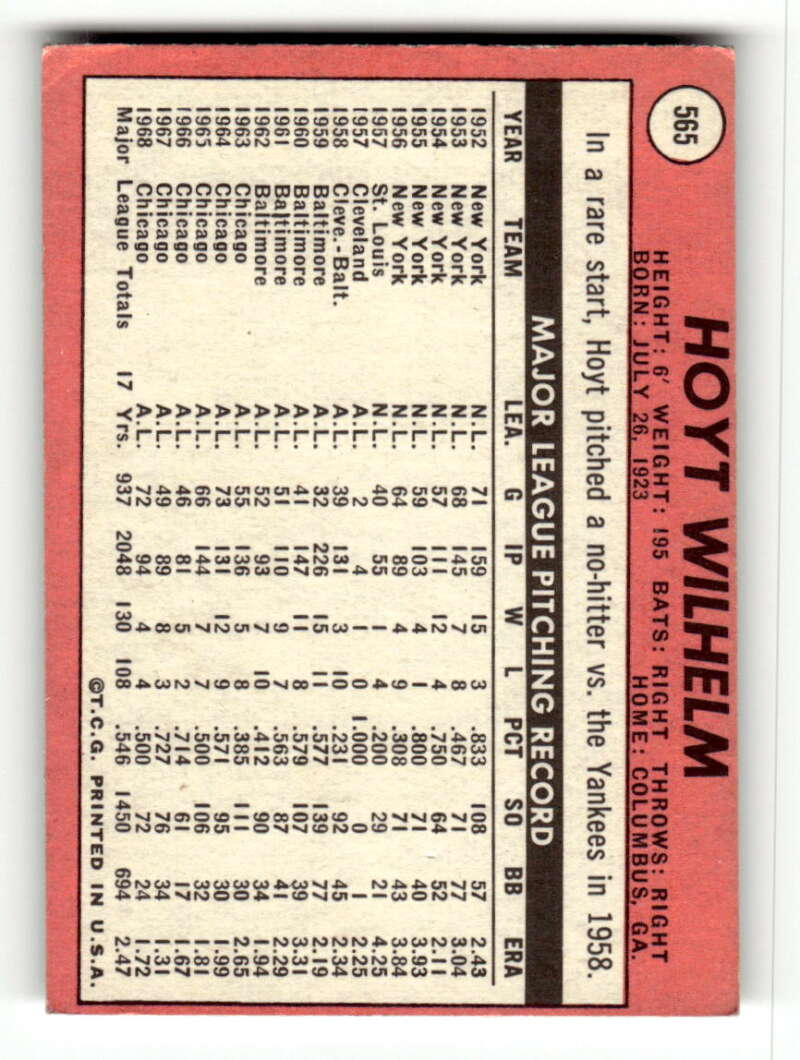 565
HOYT WILHELM
HEIGHT: 6' WEIGHT: 195 BATS: RIGHT THROWS: RIGHT
BORN: JULY 26, 1923 HOME: COLUMBUS, GA.
In a rare start, Hoyt pitched a no-hitter vs. the Yankees in 1958.
MAJOR LEAGUE PITCHING RECORD
YEAR TEAM LEA. G IP W L PCT SO BB ERA
1952 New York N.L. 71 159 15 3 .833 108 57 2.43
1953 New York N.L. 68 145 7 8 .467 71 77 3.04
1954 New York N.L. 57 111 12 4 .750 64 52 2.11
1955 New York N.L. 59 103 4 1 .800 71 40 3.93
1956 New York N.L. 64 89 4 9 .308 71 43 3.84
1957 St. Louis N.L. 40 55 1 4 .200 29 21 4.25
1957 Cleveland A.L. 2 4 1 0 1.000 0 1 2.25
1958 Cleve.-Balt. A.L. 39 131 3 10 .231 92 45 2.34
1959 Baltimore A.L. 32 226 15 11 .577 139 77 2.19
1960 Baltimore A.L. 41 147 11 8 .579 107 39 3.31
1961 Baltimore A.L. 51 110 9 7 .563 87 41 2.29
1962 Baltimore A.L. 52 93 7 10 .412 90 34 1.94
1963 Chicago A.L. 55 136 5 8 .385 111 30 2.65
1964 Chicago A.L. 73 131 12 9 .571 95 30 1.99
1965 Chicago A.L. 66 144 7 7 .500 106 32 1.81
1966 Chicago A.L. 46 81 5 2 .714 61 17 1.67
1967 Chicago A.L. 49 89 8 3 .727 76 34 1.31
1968 Chicago A.L. 72 94 4 4 .500 72 24 1.72
Major League Totals 17 Yrs. 937 2048 130 108 .546 1450 694 2.47
©T.C.G. PRINTED IN U.S.A.